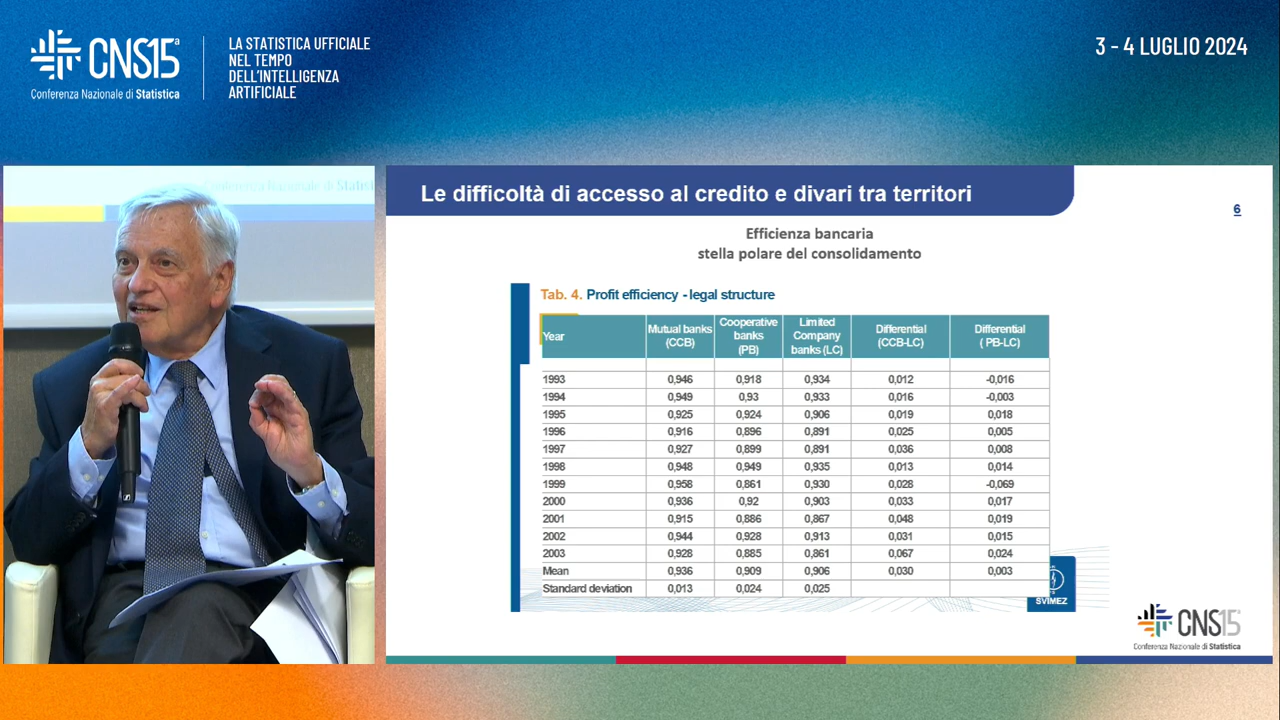 CNS15ª
Conferenza Nazionale di Statistica
LA STATISTICA UFFICIALE
NEL TEMPO
DELL'INTELLIGENZA
ARTIFICIALE
3 - 4 LUGLIO 2024
Conferenza Nazionale di Statist
Le difficoltà di accesso al credito e divari tra territori
6
Efficienza bancaria
stella polare del consolidamento
Tab. 4. Profit efficiency - legal structure
Year Mutual banks (CCB) Cooperative banks (PB) Limited Company banks (LC) Differential (CCB-LC) Differential ( PB-LC)
1993 0,946 0,918 0,934 0,012 -0,016
1994 0,949 0,93 0,933 0,016 -0,003
1995 0,925 0,924 0,906 0,019 0,018
1996 0,916 0,896 0,891 0,025 0,005
1997 0,927 0,899 0,891 0,036 0,008
1998 0,948 0,949 0,935 0,013 0,014
1999 0,958 0,861 0,930 0,028 -0,069
2000 0,936 0,92 0,903 0,033 0,017
2001 0,915 0,886 0,867 0,048 0,019
2002 0,944 0,928 0,913 0,031 0,015
2003 0,928 0,885 0,861 0,067 0,024
Mean 0,936 0,909 0,906 0,030 0,003
Standard deviation 0,013 0,024 0,025
SVIMEZ
CNS15ª
Conferenza Nazionale di Statistica